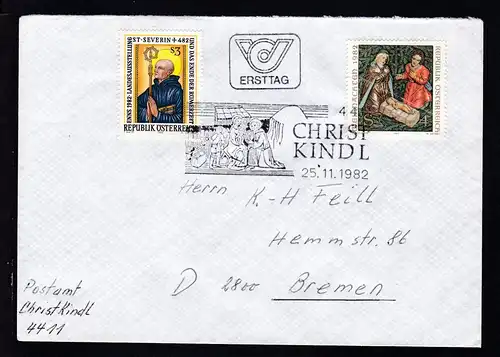 ENNS 1982 · LANDESAUSSTELLUNG
ST · SEVERIN + 482
UND DAS ENDE DER RÖMERZEIT
S3
REPUBLIK ÖSTERREICH
ERSTTAG
1982
REPUBLIK ÖSTERREICH
CHRIST
KINDL
25.11.1982
Herrn K.-H Feill
Hemmstr. 86
D 2800 Bremen
Postamt
Christkindl
4411